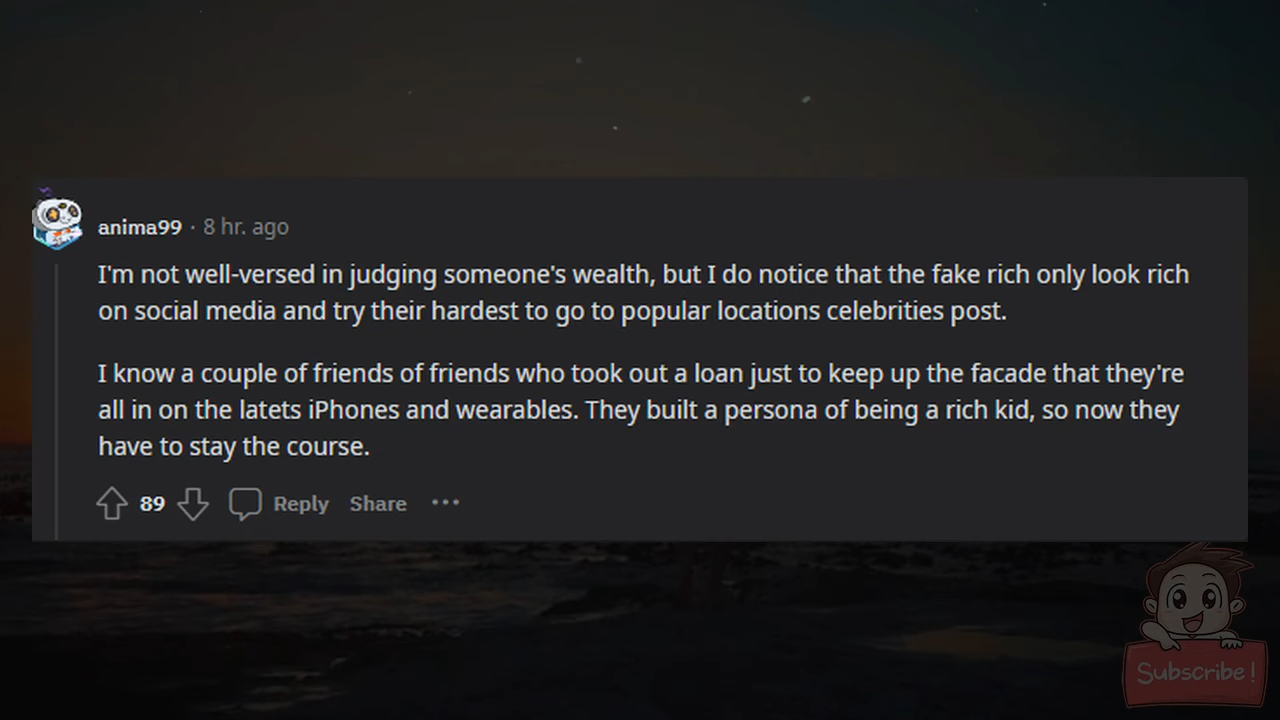 anima99 · 8 hr. ago
I'm not well-versed in judging someone's wealth, but I do notice that the fake rich only look rich
on social media and try their hardest to go to popular locations celebrities post.
I know a couple of friends of friends who took out a loan just to keep up the facade that they're
all in on the latets iPhones and wearables. They built a persona of being a rich kid, so now they
have to stay the course.
89 Reply Share ···
Subscribe!